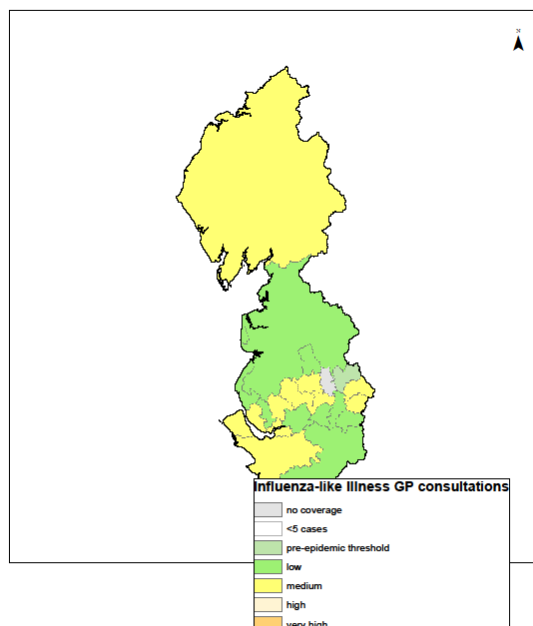 N
Influenza-like Illness GP consultations
no coverage
<5 cases
pre-epidemic threshold
low
medium
high
very high